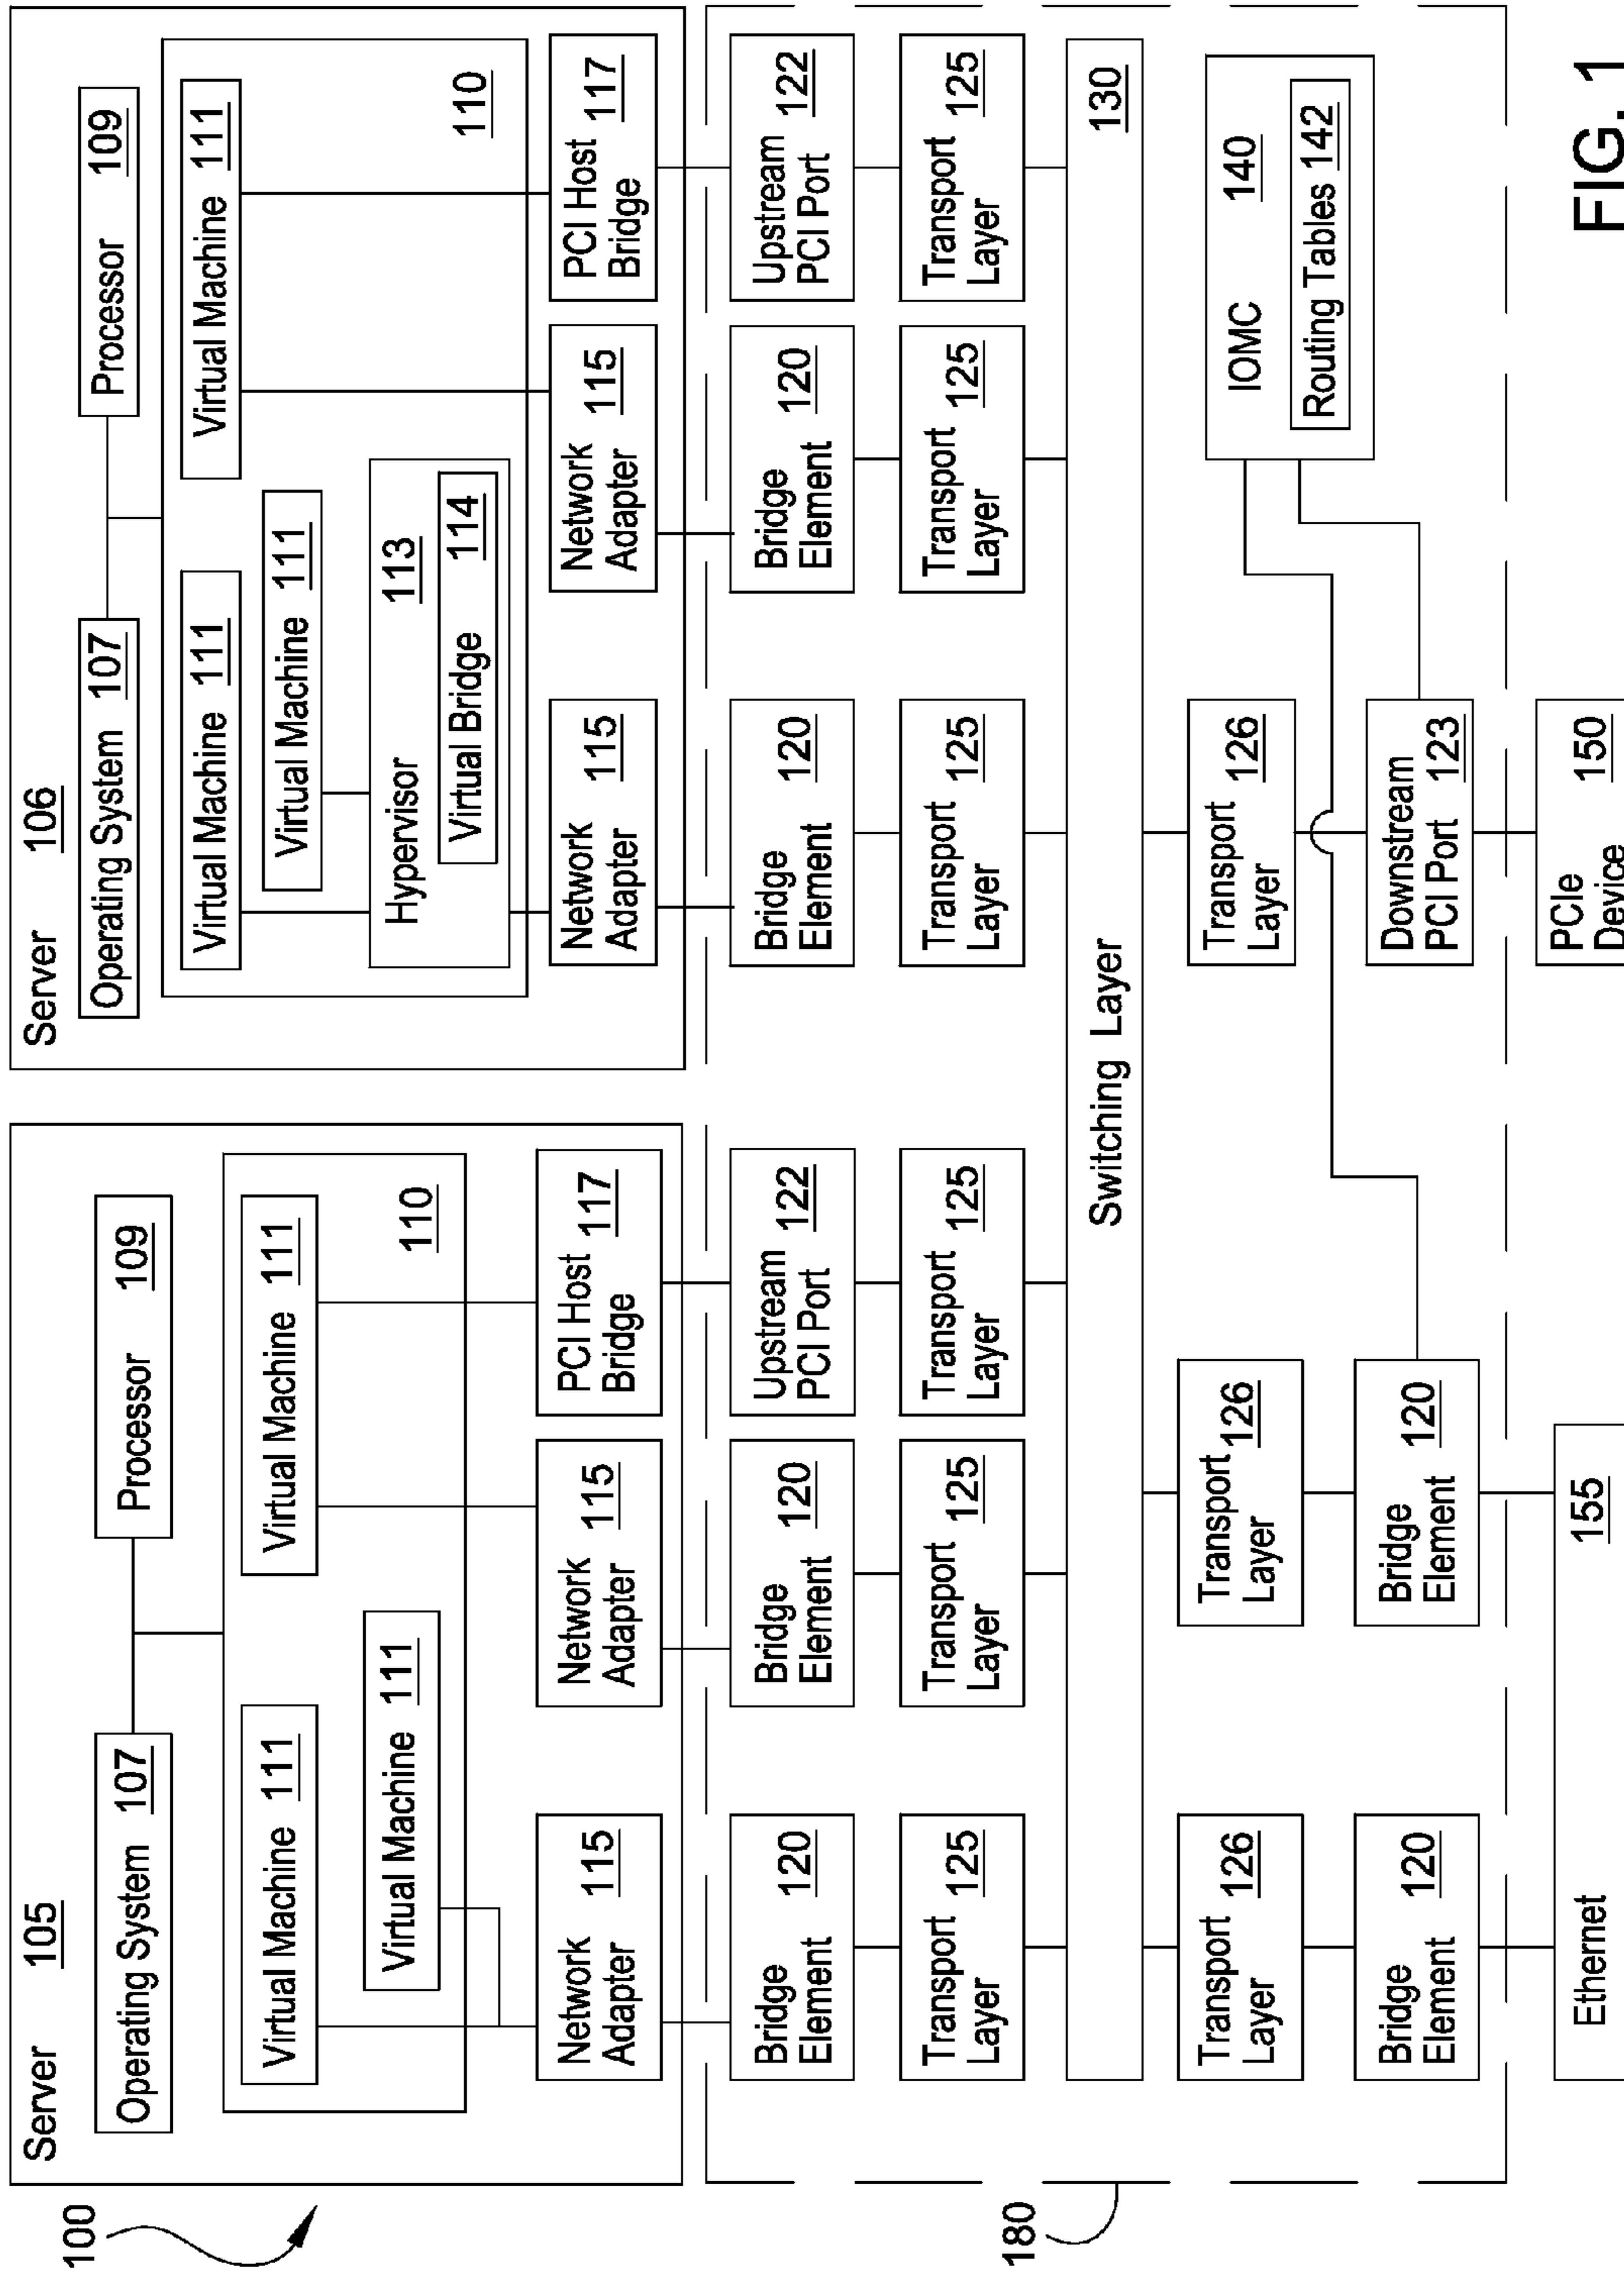 100
Server 105
Operating System 107
Processor 109
Virtual Machine 111
Virtual Machine 111
Virtual Machine 111
110
Network
Adapter 115
Network
Adapter 115
PCI Host
Bridge 117
Server 106
Operating System 107
Processor 109
Virtual Machine 111
Virtual Machine 111
Virtual Machine 111
Hypervisor 113
Virtual Bridge 114
110
Network
Adapter 115
Network
Adapter 115
PCI Host
Bridge 117
180
Bridge
Element 120
Bridge
Element 120
Upstream
PCI Port 122
Bridge
Element 120
Bridge
Element 120
Upstream
PCI Port 122
Transport
Layer 125
Transport
Layer 125
Transport
Layer 125
Transport
Layer 125
Transport
Layer 125
Transport
Layer 125
Switching Layer 130
Transport
Layer 126
Transport
Layer 126
Transport
Layer 126
IOMC 140
Routing Tables 142
Bridge
Element 120
Bridge
Element 120
Downstream
PCI Port 123
Ethernet 155
PCIe
Device 150
FIG. 1